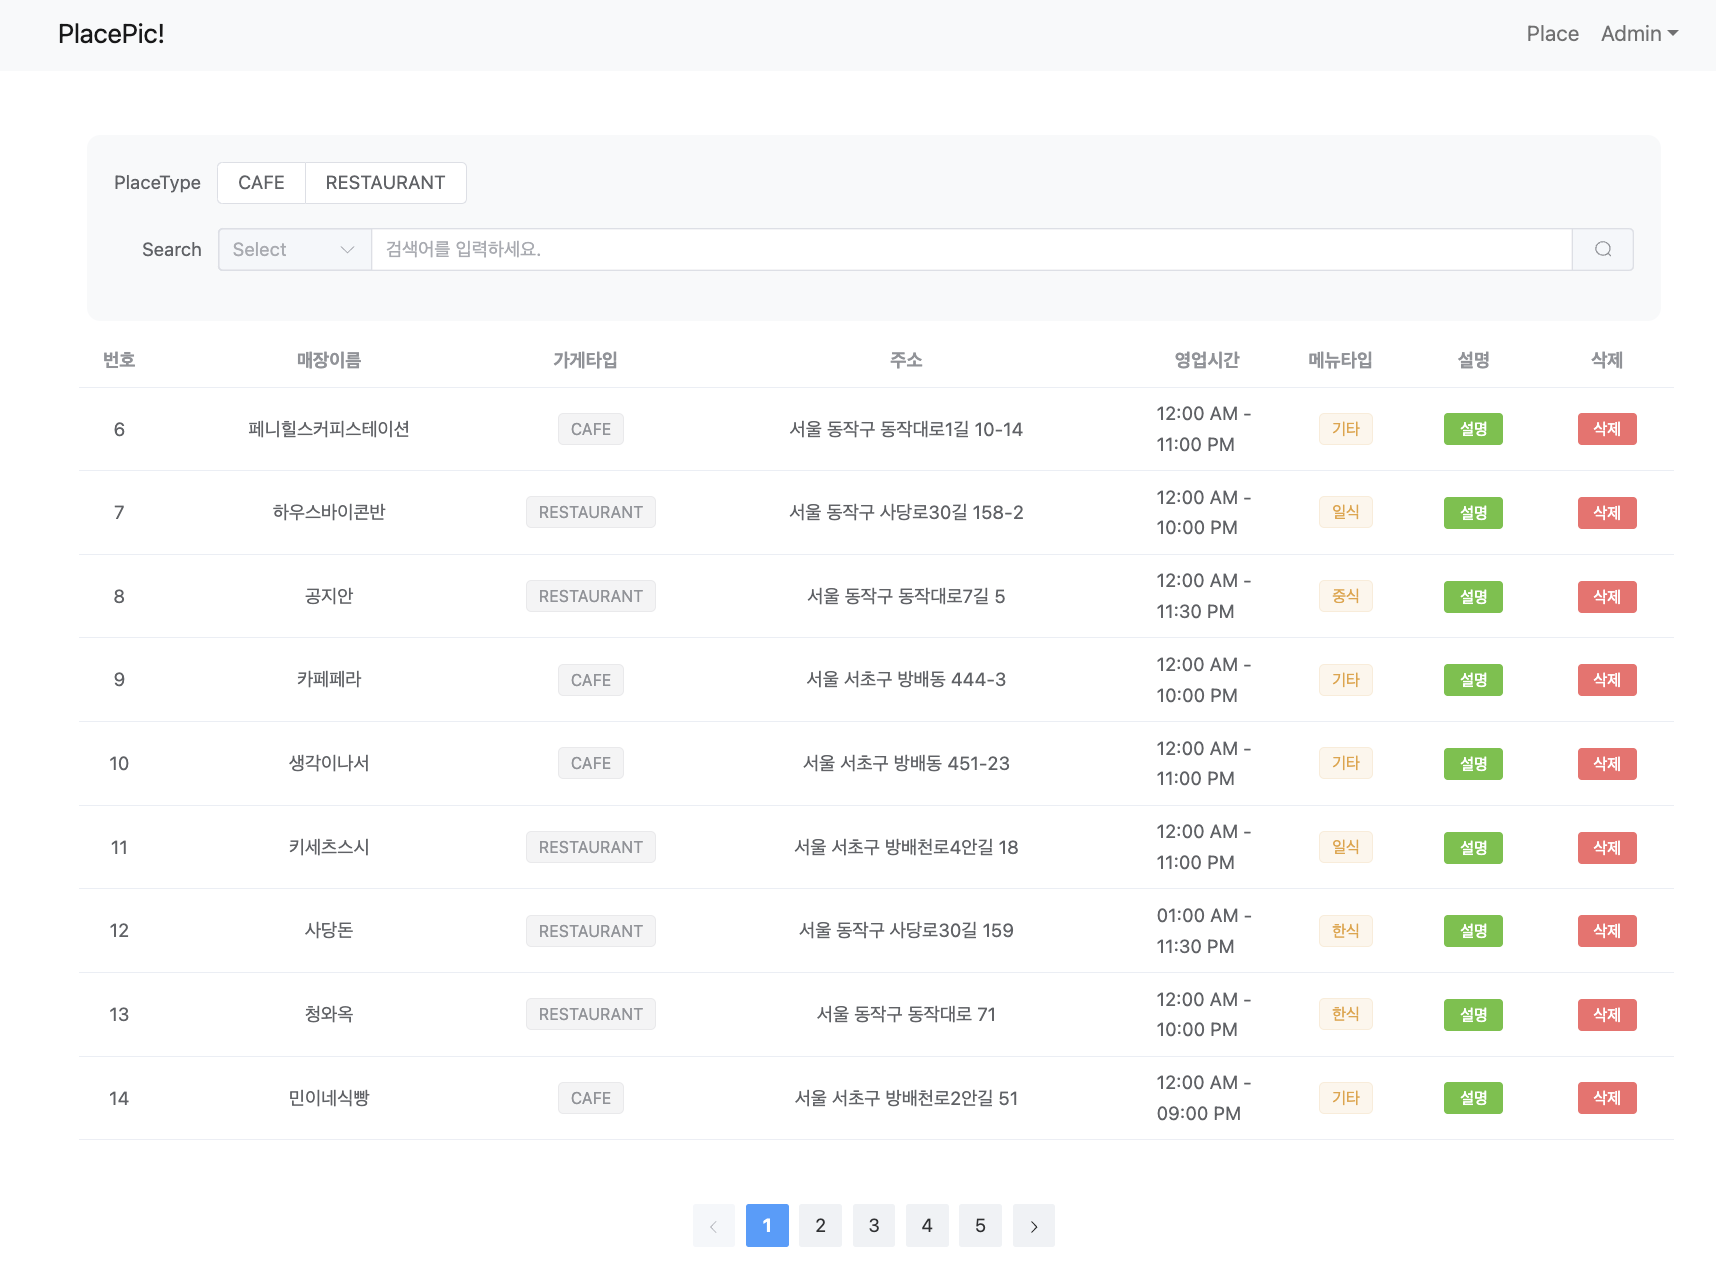 PlacePic! Place Admin
PlaceType CAFE RESTAURANT
Search Select 검색어를 입력하세요.
번호 매장이름 가게타입 주소 영업시간 메뉴타입 설명 삭제
6 페니힐스커피스테이션 CAFE 서울 동작구 동작대로1길 10-14 12:00 AM - 기타 설명 삭제
11:00 PM
7 하우스바이콘반 RESTAURANT 서울 동작구 사당로30길 158-2 12:00 AM - 일식 설명 삭제
10:00 PM
8 공지안 RESTAURANT 서울 동작구 동작대로7길 5 12:00 AM - 중식 설명 삭제
11:30 PM
9 카페페라 CAFE 서울 서초구 방배동 444-3 12:00 AM - 기타 설명 삭제
10:00 PM
10 생각이나서 CAFE 서울 서초구 방배동 451-23 12:00 AM - 기타 설명 삭제
11:00 PM
11 키세츠스시 RESTAURANT 서울 서초구 방배천로4안길 18 12:00 AM - 일식 설명 삭제
11:00 PM
12 사당돈 RESTAURANT 서울 동작구 사당로30길 159 01:00 AM - 한식 설명 삭제
11:30 PM
13 청와옥 RESTAURANT 서울 동작구 동작대로 71 12:00 AM - 한식 설명 삭제
10:00 PM
14 민이네식빵 CAFE 서울 서초구 방배천로2안길 51 12:00 AM - 기타 설명 삭제
09:00 PM
1 2 3 4 5